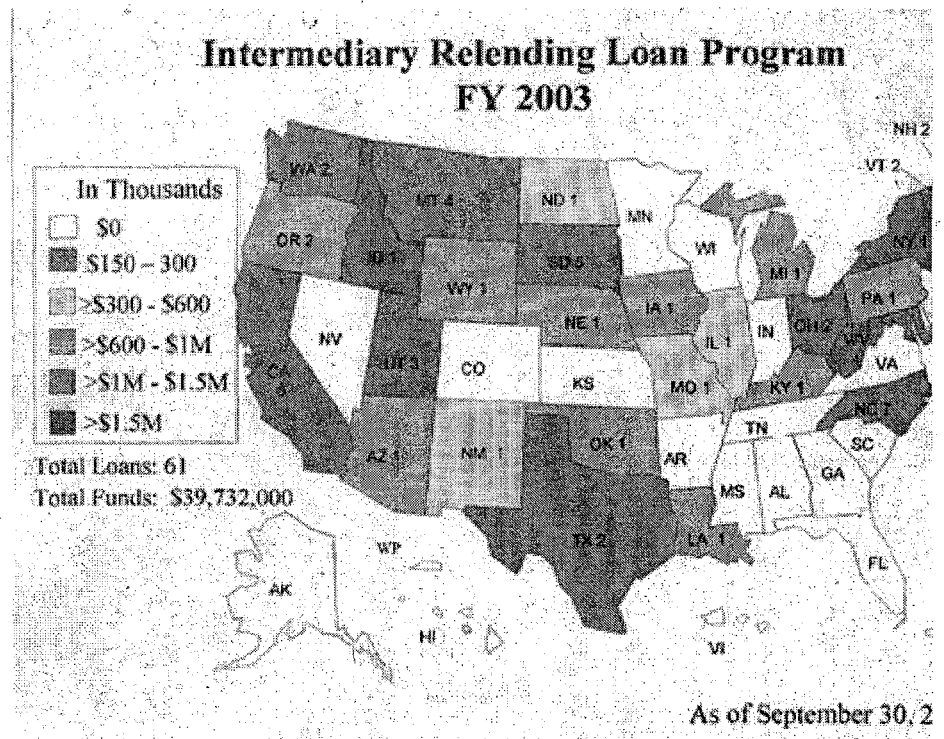 Intermediary Relending Loan Program
FY 2003
NH 2
VT 2
In Thousands
$0
$150 – 300
>$300 - $600
>$600 - $1M
>$1M - $1.5M
>$1.5M
Total Loans: 61
Total Funds: $39,732,000
WA 2
MT 4
ND 1
MN
OR 2
ID 1
SD 5
WI
MI 1
NY 1
WY 1
IA 1
PA 1
NV
NE 1
IL 1
IN
OH 2
WV
CA
UT 3
CO
KS
MO 1
KY 1
VA
NC 7
AZ 1
NM 1
OK 1
AR
TN
SC
MS
AL
GA
TX 2
LA 1
FL
AK
WP
HI
VI
As of September 30, 2